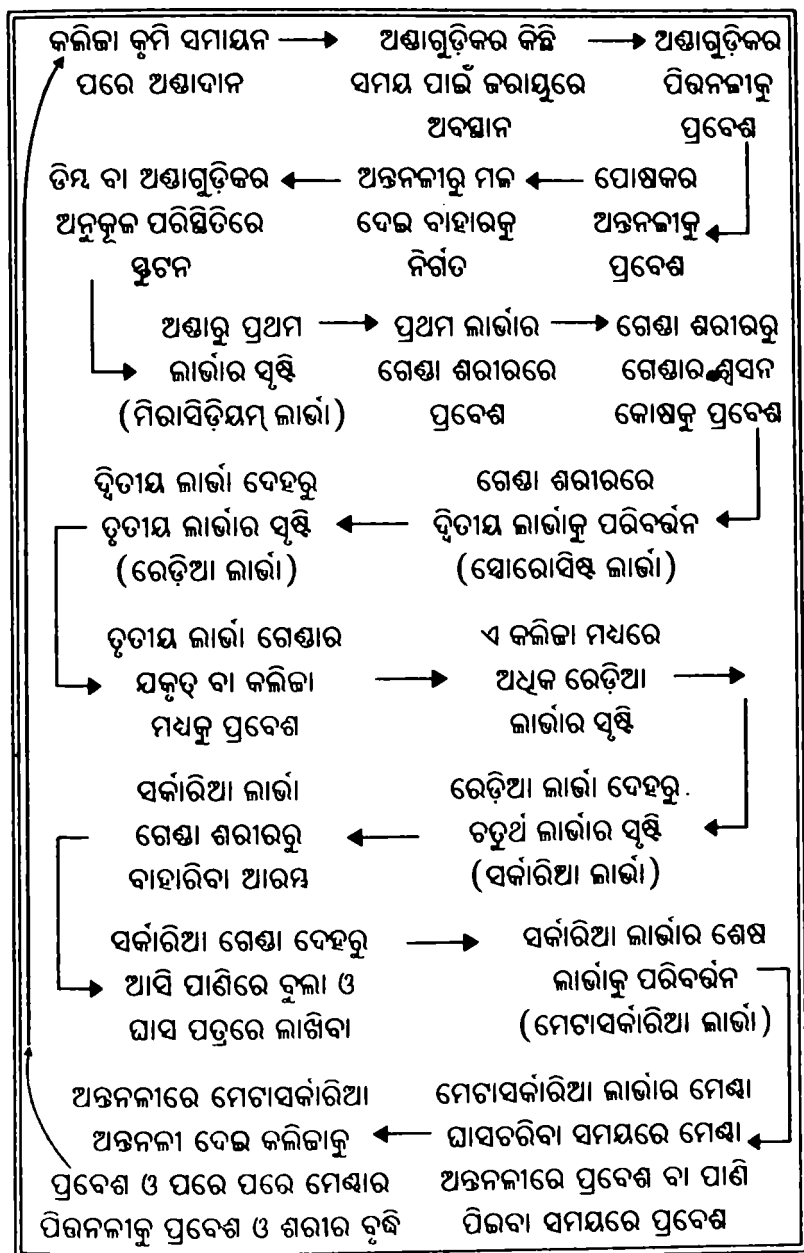 କଲିଜା କୃମି ସମାୟନ
ପରେ ଅଣ୍ଡାଦାନ
ଅଣ୍ଡାଗୁଡ଼ିକର କିଛି
ସମୟ ପାଇଁ ଜରାୟୁରେ
ଅବସ୍ଥାନ
ଅଣ୍ଡାଗୁଡ଼ିକର
ପିତ୍ତନଳୀକୁ
ପ୍ରବେଶ
ପୋଷକର
ଅନ୍ତନଳୀକୁ
ପ୍ରବେଶ
ଅନ୍ତନଳୀରୁ ମଳ
ଦେଇ ବାହାରକୁ
ନିର୍ଗତ
ଡିମ୍ବ ବା ଅଣ୍ଡାଗୁଡ଼ିକର
ଅନୁକୂଳ ପରିସ୍ଥିତିରେ
ସ୍ଫୁଟନ
ଅଣ୍ଡାରୁ ପ୍ରଥମ
ଲାର୍ଭାର ସୃଷ୍ଟି
(ମିରାସିଡ଼ିୟମ୍ ଲାର୍ଭା)
ପ୍ରଥମ ଲାର୍ଭାର
ଗେଣ୍ଡା ଶରୀରରେ
ପ୍ରବେଶ
ଗେଣ୍ଡା ଶରୀରରୁ
ଗେଣ୍ଡାର ଶ୍ୱସନ
କୋଷକୁ ପ୍ରବେଶ
ଗେଣ୍ଡା ଶରୀରରେ
ଦ୍ୱିତୀୟ ଲାର୍ଭାକୁ ପରିବର୍ତ୍ତନ
(ସ୍ପୋରୋସିଷ୍ଟ ଲାର୍ଭା)
ଦ୍ୱିତୀୟ ଲାର୍ଭା ଦେହରୁ
ତୃତୀୟ ଲାର୍ଭାର ସୃଷ୍ଟି
(ରେଡ଼ିଆ ଲାର୍ଭା)
ତୃତୀୟ ଲାର୍ଭା ଗେଣ୍ଡାର
ଯକୃତ୍ ବା କଲିଜା
ମଧ୍ୟକୁ ପ୍ରବେଶ
ଏ କଲିଜା ମଧ୍ୟରେ
ଅଧିକ ରେଡ଼ିଆ
ଲାର୍ଭାର ସୃଷ୍ଟି
ରେଡ଼ିଆ ଲାର୍ଭା ଦେହରୁ
ଚତୁର୍ଥ ଲାର୍ଭାର ସୃଷ୍ଟି
(ସର୍କାରିଆ ଲାର୍ଭା)
ସର୍କାରିଆ ଲାର୍ଭା
ଗେଣ୍ଡା ଶରୀରରୁ
ବାହାରିବା ଆରମ୍ଭ
ସର୍କାରିଆ ଗେଣ୍ଡା ଦେହରୁ
ଆସି ପାଣିରେ ବୁଲା ଓ
ଘାସ ପତ୍ରରେ ଲାଖିବା
ସର୍କାରିଆ ଲାର୍ଭାର ଶେଷ
ଲାର୍ଭାକୁ ପରିବର୍ତ୍ତନ
(ମେଟାସର୍କାରିଆ ଲାର୍ଭା)
ମେଟାସର୍କାରିଆ ଲାର୍ଭାର ମେଣ୍ଢା
ଘାସଚରିବା ସମୟରେ ମେଣ୍ଢା
ଅନ୍ତନଳୀରେ ପ୍ରବେଶ ବା ପାଣି
ପିଇବା ସମୟରେ ପ୍ରବେଶ
ଅନ୍ତନଳୀରେ ମେଟାସର୍କାରିଆ
ଅନ୍ତନଳୀ ଦେଇ କଲିଜାକୁ
ପ୍ରବେଶ ଓ ପରେ ପରେ ମେଣ୍ଢାର
ପିତ୍ତନଳୀକୁ ପ୍ରବେଶ ଓ ଶରୀର ବୃଦ୍ଧି